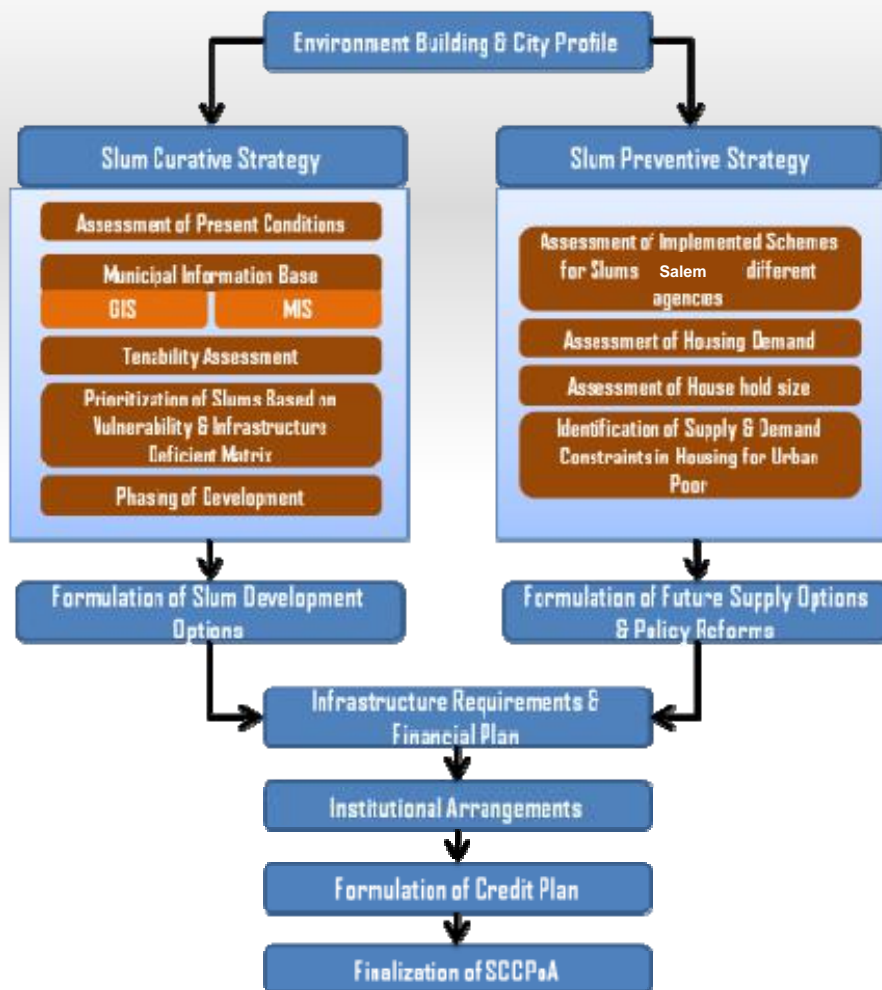 Environment Building & City Profile
Slum Curative Strategy
Assessment of Present Conditions
Municipal Information Base
GIS
MIS
Tenability Assessment
Prioritization of Slums Based on
Vulnerability & Infrastructure
Deficient Matrix
Phasing of Development
Slum Preventive Strategy
Assessment of Implemented Schemes
for Slums Salem different
agencies
Assessment of Housing Demand
Assessment of House hold size
Identification of Supply & Demand
Constraints in Housing for Urban
Poor
Formulation of Slum Development
Options
Formulation of Future Supply Options
& Policy Reforms
Infrastructure Requirements &
Financial Plan
Institutional Arrangements
Formulation of Credit Plan
Finalization of SCCPoA